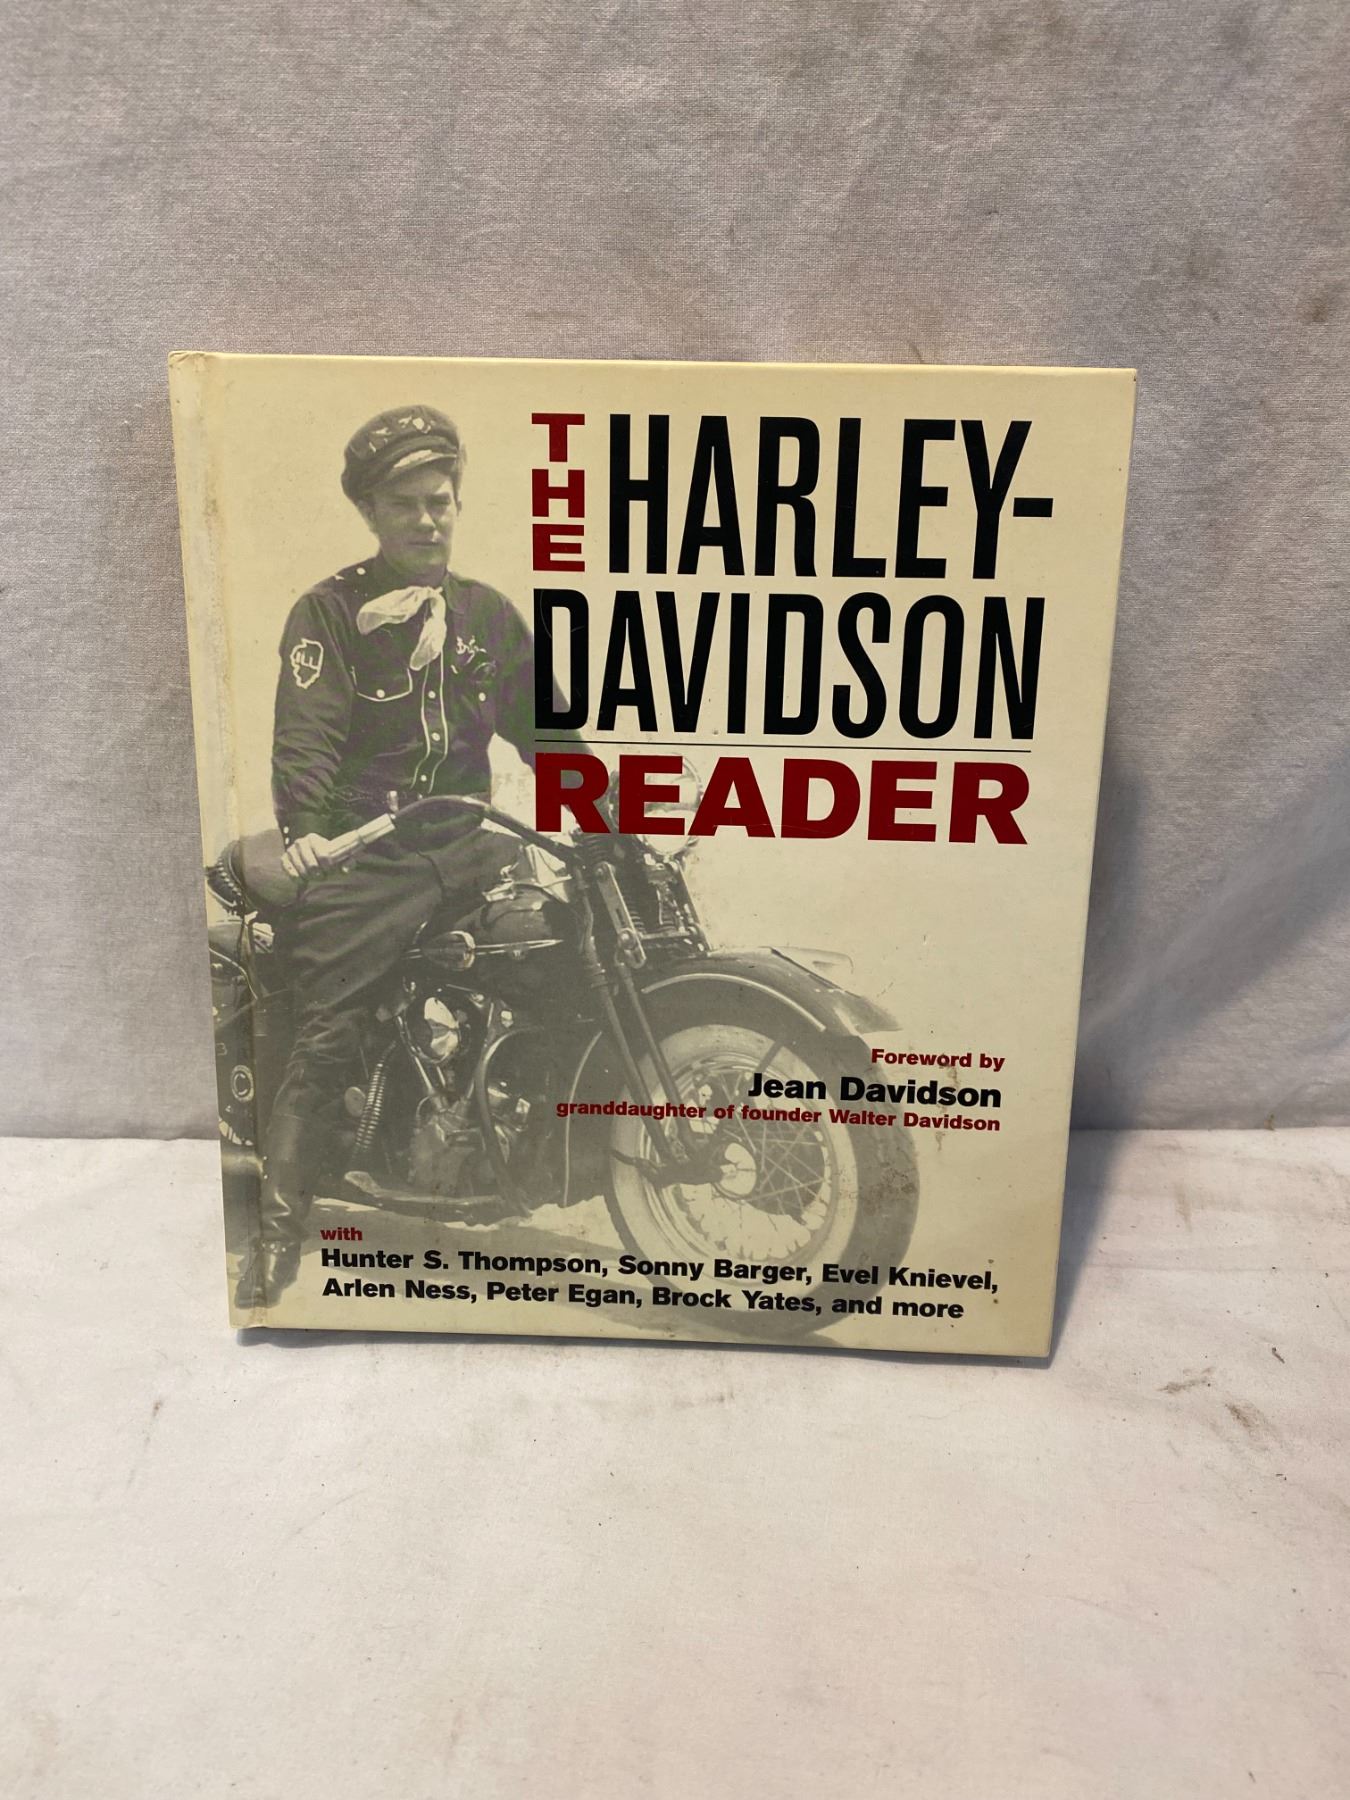 THE HARLEY-
DAVIDSON
READER
ILL
Foreword by
Jean Davidson
granddaughter of founder Walter Davidson
with
Hunter S. Thompson, Sonny Barger, Evel Knievel,
Arlen Ness, Peter Egan, Brock Yates, and more